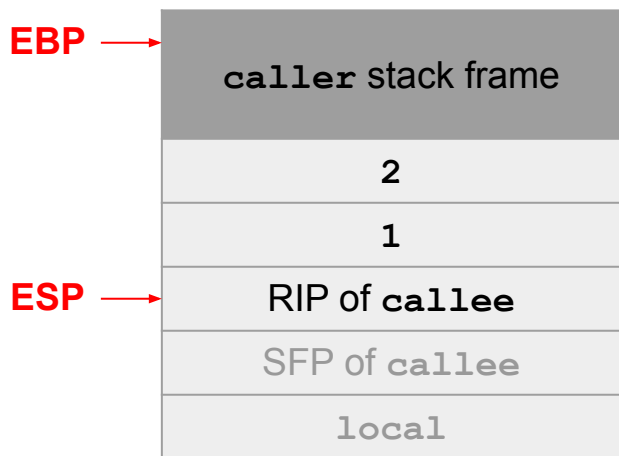 EBP
caller stack frame
2
1
ESP
RIP of callee
SFP of callee
local